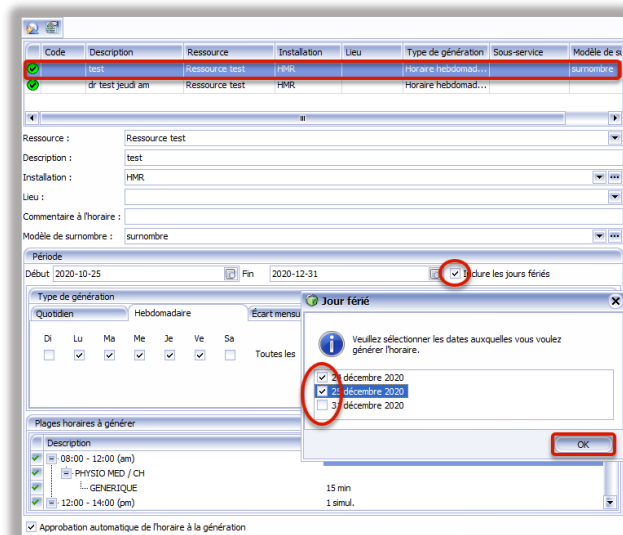 Code Description Ressource Installation Lieu Type de génération Sous-service Modèle de su
test Ressource test HMR Horaire hebdomad... surnombre
dr test jeudi am Ressource test HMR Horaire hebdomad...
Ressource : Ressource test
Description : test
Installation : HMR
Lieu :
Commentaire à l'horaire :
Modèle de surnombre : surnombre
Période
Début 2020-10-25 Fin 2020-12-31 Inclure les jours fériés
Type de génération
Quotidien Hebdomadaire Écart mensu
Di Lu Ma Me Je Ve Sa
Toutes les
Jour férié
Veuillez sélectionner les dates auxquelles vous voulez
générer l'horaire.
décembre 2020
25 décembre 2020
31 décembre 2020
OK
Plages horaires à générer
Description
08:00 - 12:00 (am)
PHYSIO MED / CH
GENERIQUE 15 min
12:00 - 14:00 (pm) 1 simul.
Approbation automatique de l'horaire à la génération